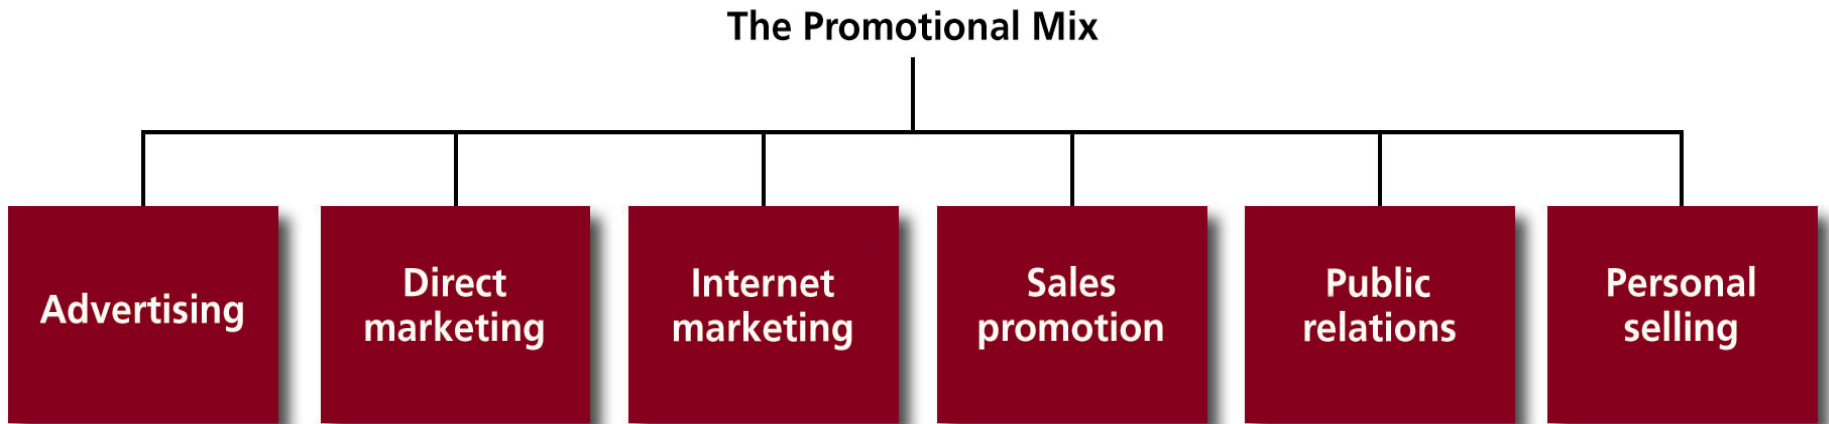 The Promotional Mix
Advertising
Direct
marketing
Internet
marketing
Sales
promotion
Public
relations
Personal
selling